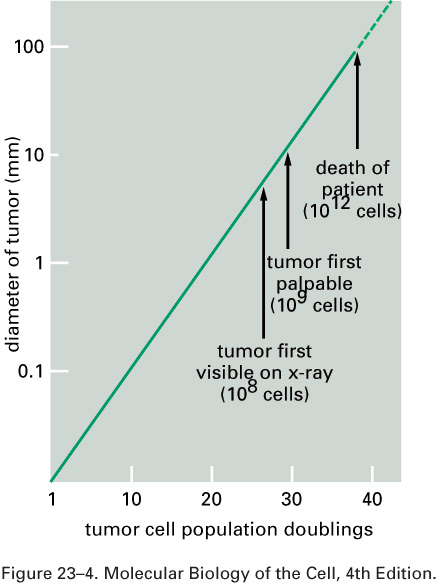 100
10
1
0.1
diameter of tumor (mm)
death of
patient
(10¹² cells)
tumor first
palpable
(10⁹ cells)
tumor first
visible on x-ray
(10⁸ cells)
1 10 20 30 40
tumor cell population doublings
Figure 23–4. Molecular Biology of the Cell, 4th Edition.